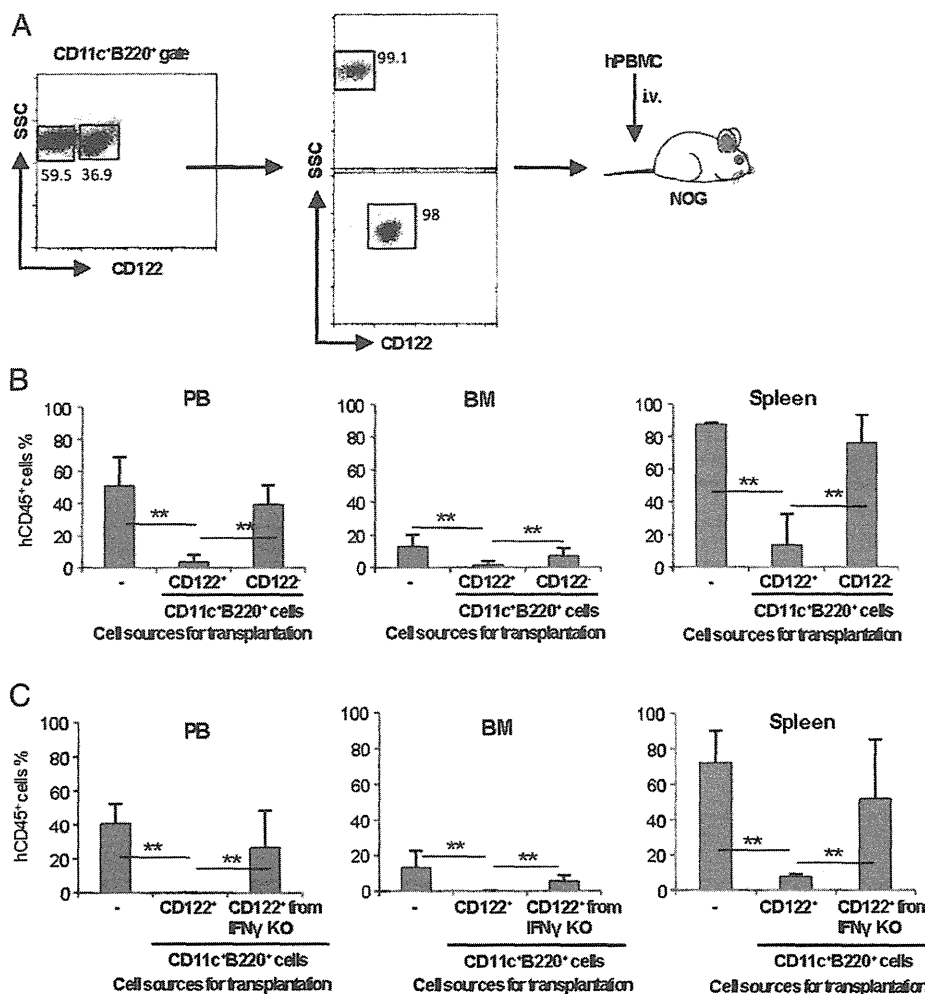 A
CD11c⁺B220⁺ gate
SSC
59.5 36.9
CD122
99.1
SSC
98
CD122
hPBMC
i.v.
NOG
B
PB
BM
Spleen
hCD45⁺ cells %
100
80
60
40
20
0
**
**
- CD122⁺ CD122⁻
CD11c⁺B220⁺ cells
Cell sources for transplantation
100
80
60
40
20
0
**
**
- CD122⁺ CD122⁻
CD11c⁺B220⁺ cells
Cell sources for transplantation
100
80
60
40
20
0
**
**
- CD122⁺ CD122⁻
CD11c⁺B220⁺ cells
Cell sources for transplantation
C
PB
BM
Spleen
hCD45⁺ cells %
100
80
60
40
20
0
**
**
- CD122⁺ CD122⁺ from
IFNγ KO
CD11c⁺B220⁺ cells
Cell sources for transplantation
100
80
60
40
20
0
**
**
- CD122⁺ CD122⁺ from
IFNγ KO
CD11c⁺B220⁺ cells
Cell sources for transplantation
100
80
60
40
20
0
**
**
- CD122⁺ CD122⁺ from
IFNγ KO
CD11c⁺B220⁺ cells
Cell sources for transplantation